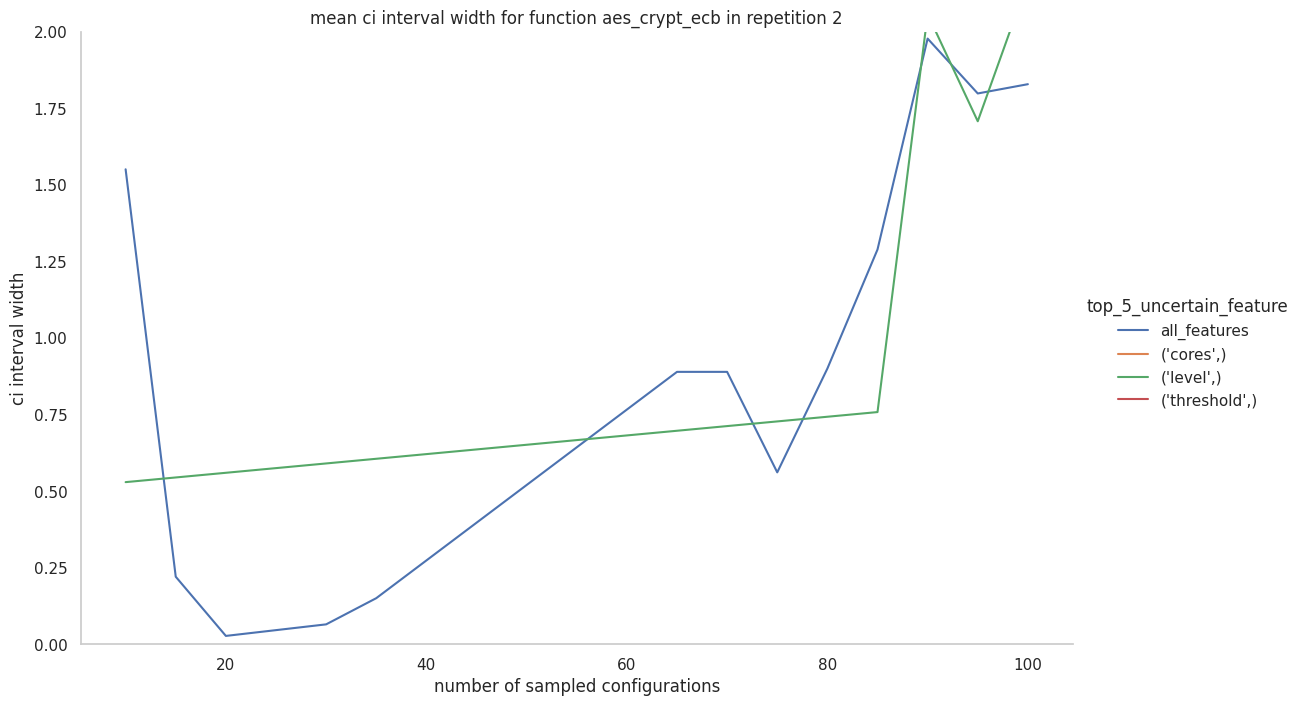 mean ci interval width for function aes_crypt_ecb in repetition 2
2.00
1.75
1.50
1.25
1.00
0.75
0.50
0.25
0.00
ci interval width
20
40
60
80
100
number of sampled configurations
top_5_uncertain_feature
all_features
('cores',)
('level',)
('threshold',)